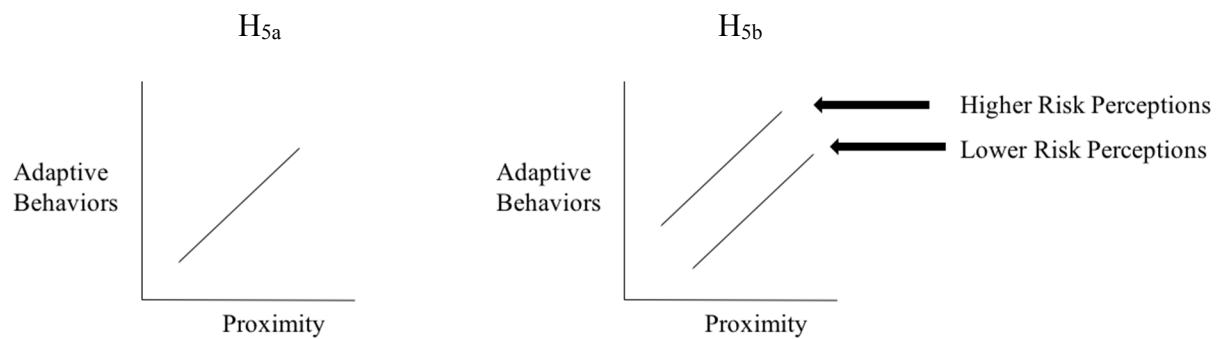 H5a
Adaptive
Behaviors
Proximity
H5b
Adaptive
Behaviors
Proximity
Higher Risk Perceptions
Lower Risk Perceptions